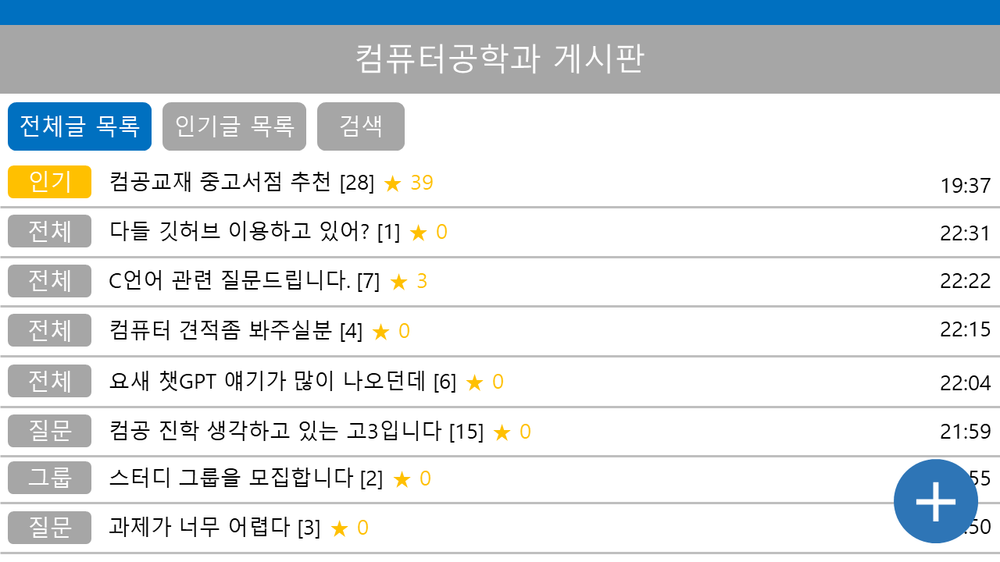 컴퓨터공학과 게시판
전체글 목록 인기글 목록 검색
인기 컴공교재 중고서점 추천 [28] ★ 39 19:37
전체 다들 깃허브 이용하고 있어? [1] ★ 0 22:31
전체 C언어 관련 질문드립니다. [7] ★ 3 22:22
전체 컴퓨터 견적좀 봐주실분 [4] ★ 0 22:15
전체 요새 챗GPT 얘기가 많이 나오던데 [6] ★ 0 22:04
질문 컴공 진학 생각하고 있는 고3입니다 [15] ★ 0 21:59
그룹 스터디 그룹을 모집합니다 [2] ★ 0 55
질문 과제가 너무 어렵다 [3] ★ 0 50